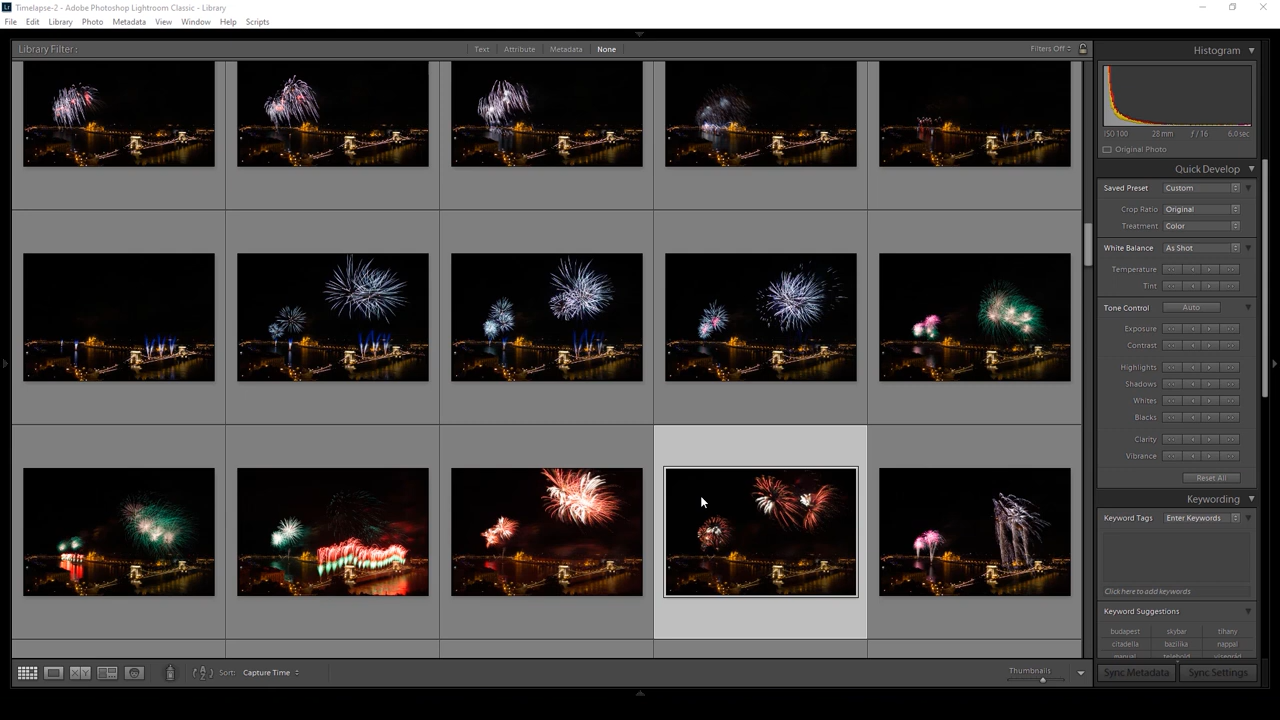 Lr Timelapse-2 - Adobe Photoshop Lightroom Classic - Library
File Edit Library Photo Metadata View Window Help Scripts
Library Filter : Text Attribute Metadata None Filters Off
Histogram
ISO 100 28 mm f / 16 6.0 sec
Original Photo
Quick Develop
Saved Preset Custom
Crop Ratio Original
Treatment Color
White Balance As Shot
Temperature
Tint
Tone Control Auto
Exposure
Contrast
Highlights
Shadows
Whites
Blacks
Clarity
Vibrance
Reset All
Keywording
Keyword Tags Enter Keywords
Click here to add keywords
Keyword Suggestions
budapest skybar tihany
citadella bazilika nappal
Sort: Capture Time Thumbnails
Sync Metadata Sync Settings